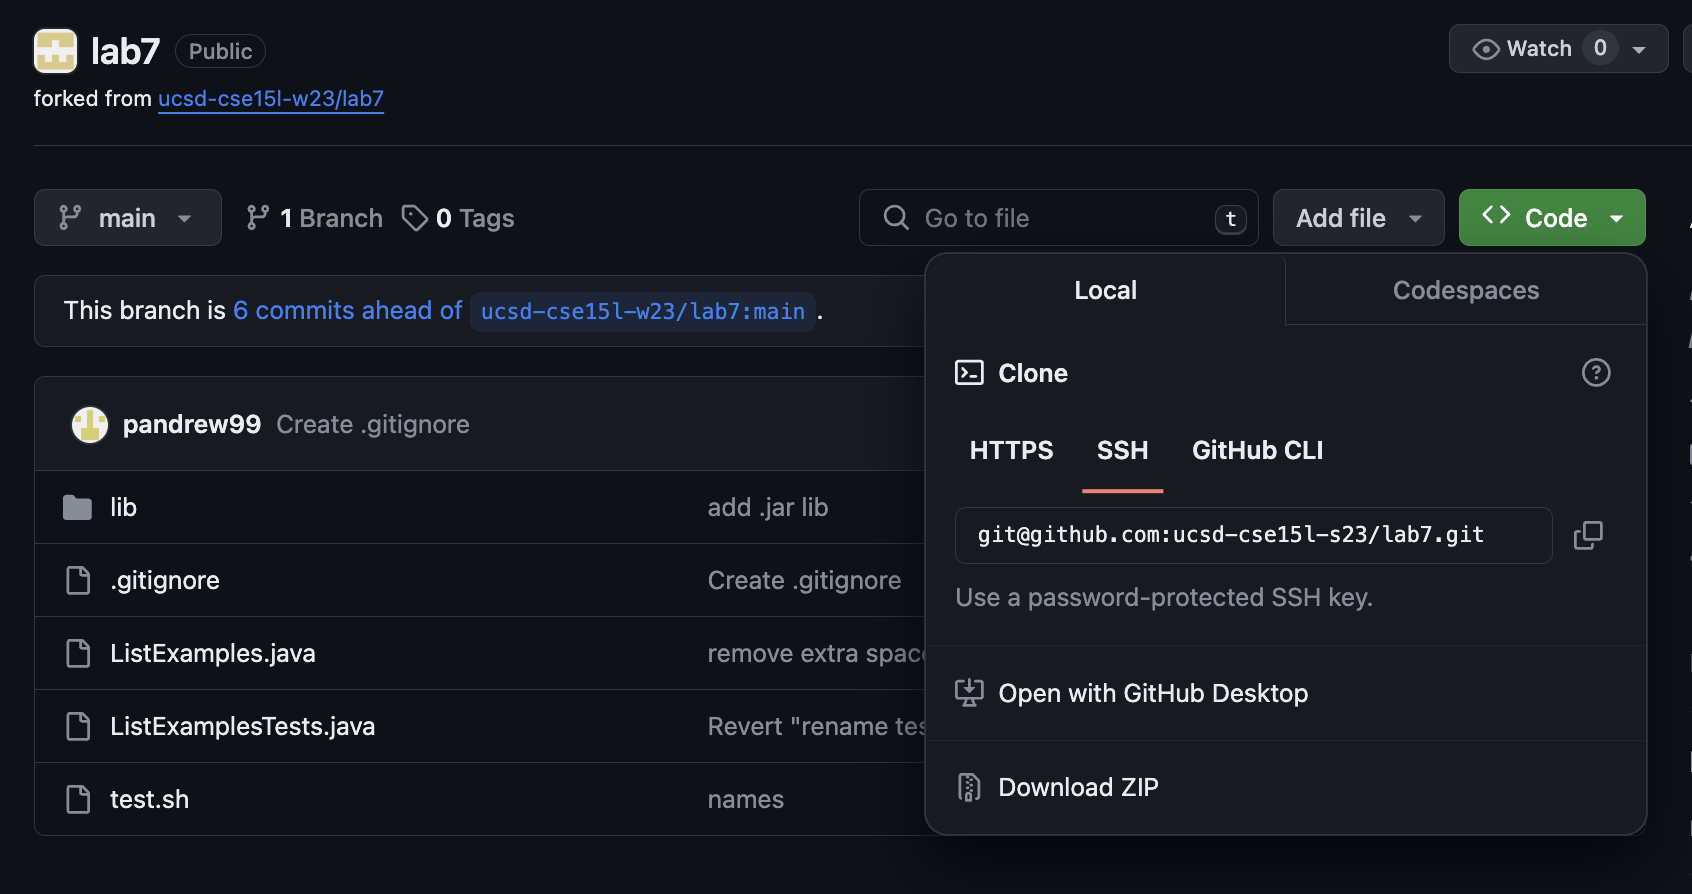 lab7 Public
Watch 0
forked from ucsd-cse15l-w23/lab7
main
1 Branch
0 Tags
Go to file
t
Add file
Code
This branch is 6 commits ahead of ucsd-cse15l-w23/lab7:main .
pandrew99 Create .gitignore
lib add .jar lib
.gitignore Create .gitignore
ListExamples.java remove extra
ListExamplesTests.java Revert "rename
test.sh names
Local
Codespaces
Clone
?
HTTPS SSH GitHub CLI
git@github.com:ucsd-cse15l-s23/lab7.git
Use a password-protected SSH key.
Open with GitHub Desktop
Download ZIP